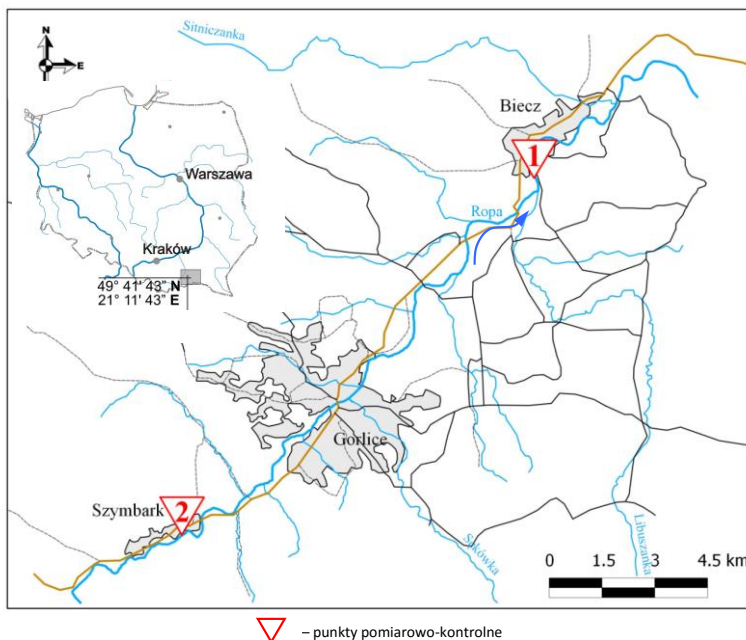 N
E
Sitniczanka
Biecz
1
Warszawa
Ropa
Kraków
49° 41' 43" N
21° 11' 43" E
Gorlice
Szymbark
2
Sękówka
Libuszanka
0 1.5 3 4.5 km
– punkty pomiarowo-kontrolne